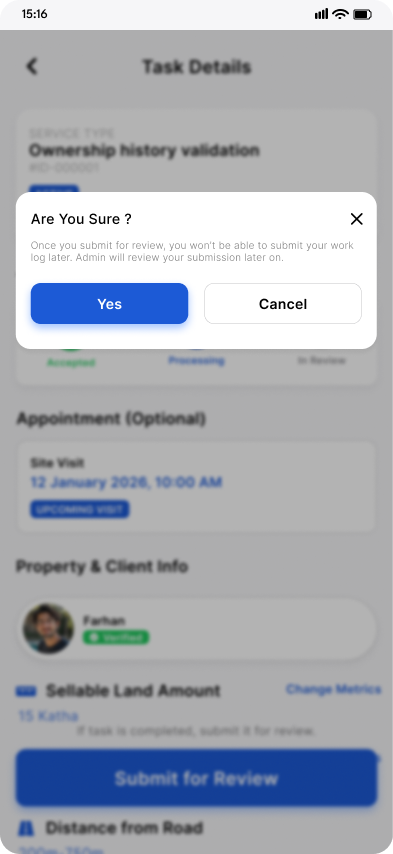 15:16
Task Details
SERVICE TYPE
Ownership history validation
#ID-000001
Are You Sure ?
Once you submit for review, you won't be able to submit your work
log later. Admin will review your submission later on.
Yes
Cancel
Accepted
Processing
In Review
Appointment (Optional)
Site Visit
12 January 2026, 10:00 AM
UPCOMING VISIT
Property & Client Info
Farhan
Verified
Sellable Land Amount
Change Metrics
15 Katha
If task is completed, submit it for review.
Submit for Review
Distance from Road